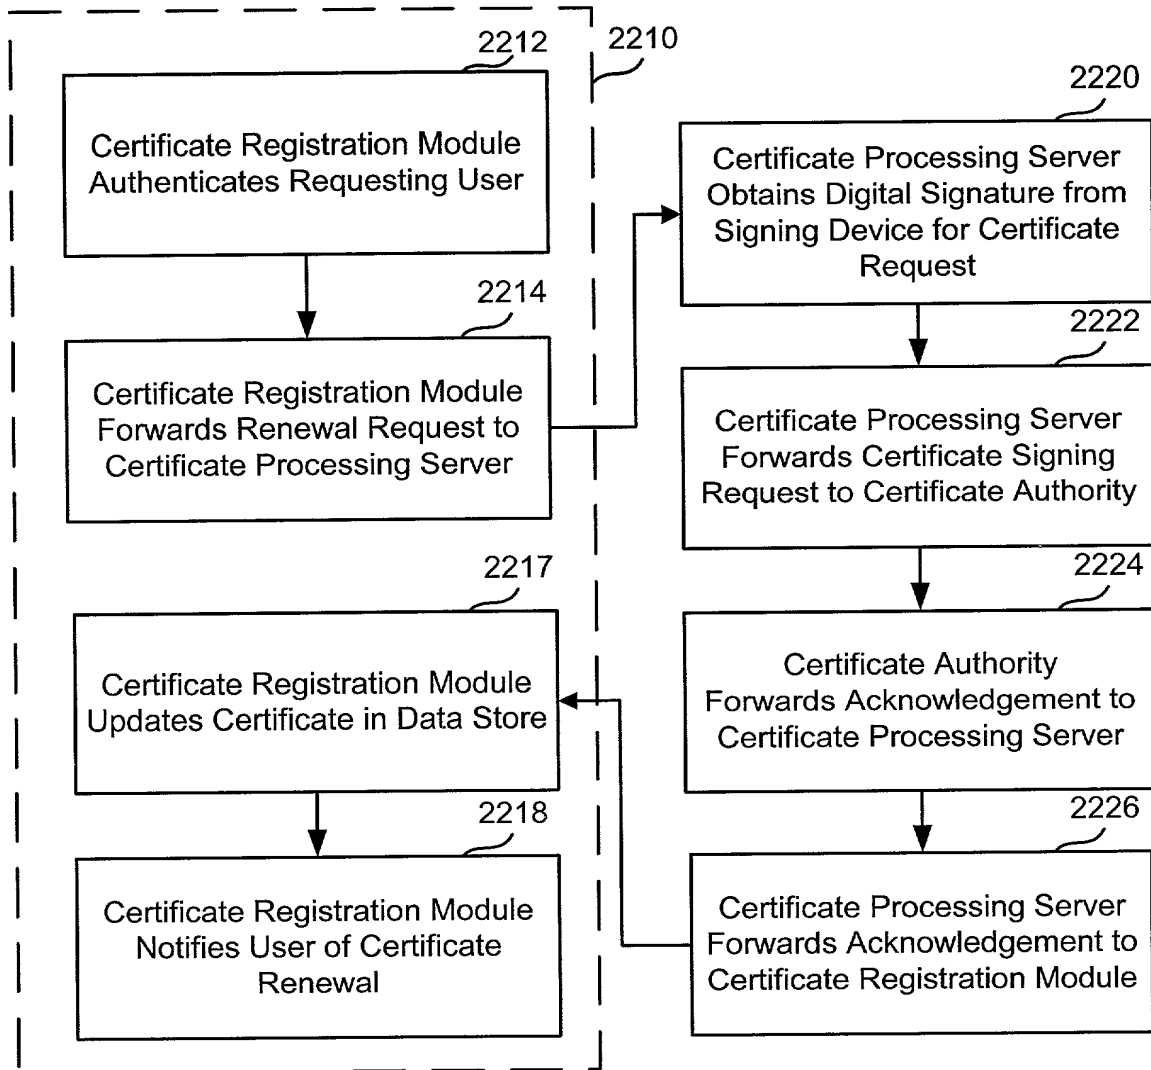 2212
2210
Certificate Registration Module
Authenticates Requesting User
2214
Certificate Registration Module
Forwards Renewal Request to
Certificate Processing Server
2220
Certificate Processing Server
Obtains Digital Signature from
Signing Device for Certificate
Request
2222
Certificate Processing Server
Forwards Certificate Signing
Request to Certificate Authority
2224
Certificate Authority
Forwards Acknowledgement to
Certificate Processing Server
2226
Certificate Processing Server
Forwards Acknowledgement to
Certificate Registration Module
2217
Certificate Registration Module
Updates Certificate in Data Store
2218
Certificate Registration Module
Notifies User of Certificate
Renewal